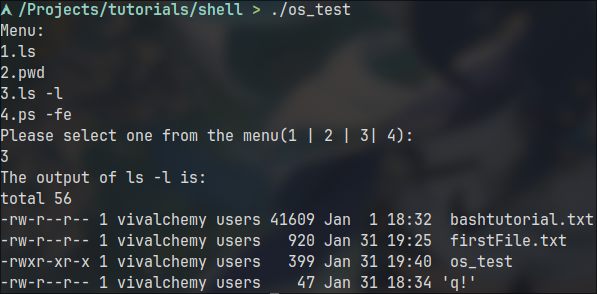 /Projects/tutorials/shell > ./os_test
Menu:
1.ls
2.pwd
3.ls -l
4.ps -fe
Please select one from the menu(1 | 2 | 3| 4):
3
The output of ls -l is:
total 56
-rw-r--r-- 1 vivalchemy users 41609 Jan  1 18:32  bashtutorial.txt
-rw-r--r-- 1 vivalchemy users   920 Jan 31 19:25  firstFile.txt
-rwxr-xr-x 1 vivalchemy users   399 Jan 31 19:40  os_test
-rw-r--r-- 1 vivalchemy users    47 Jan 31 18:34 'q!'